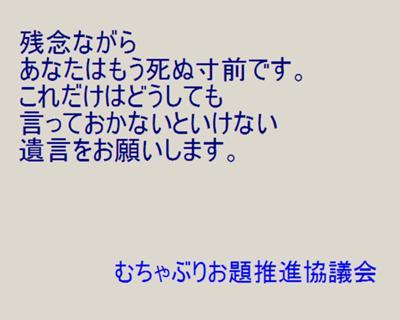 残念ながら
あなたはもう死ぬ寸前です。
これだけはどうしても
言っておかないといけない
遺言をお願いします。
むちゃぶりお題推進協議会